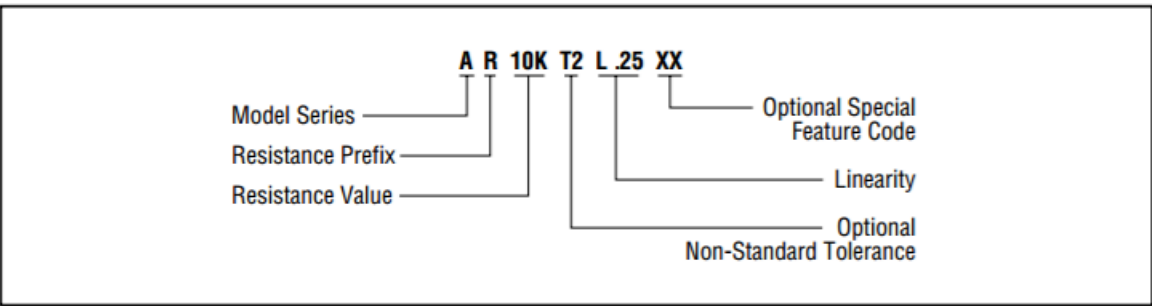 A R 10K T2 L .25 XX
Model Series
Resistance Prefix
Resistance Value
Optional Special
Feature Code
Linearity
Optional
Non-Standard Tolerance